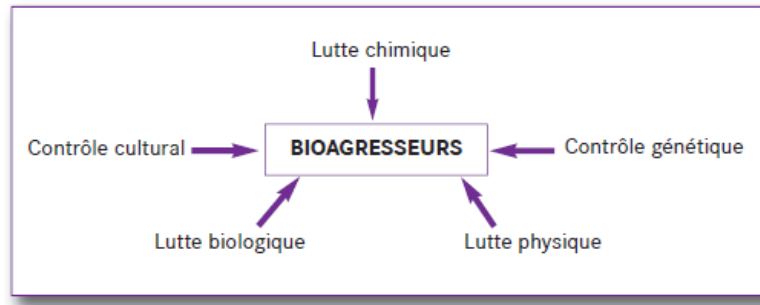 Lutte chimique
Contrôle cultural
BIOAGRESSEURS
Contrôle génétique
Lutte biologique
Lutte physique